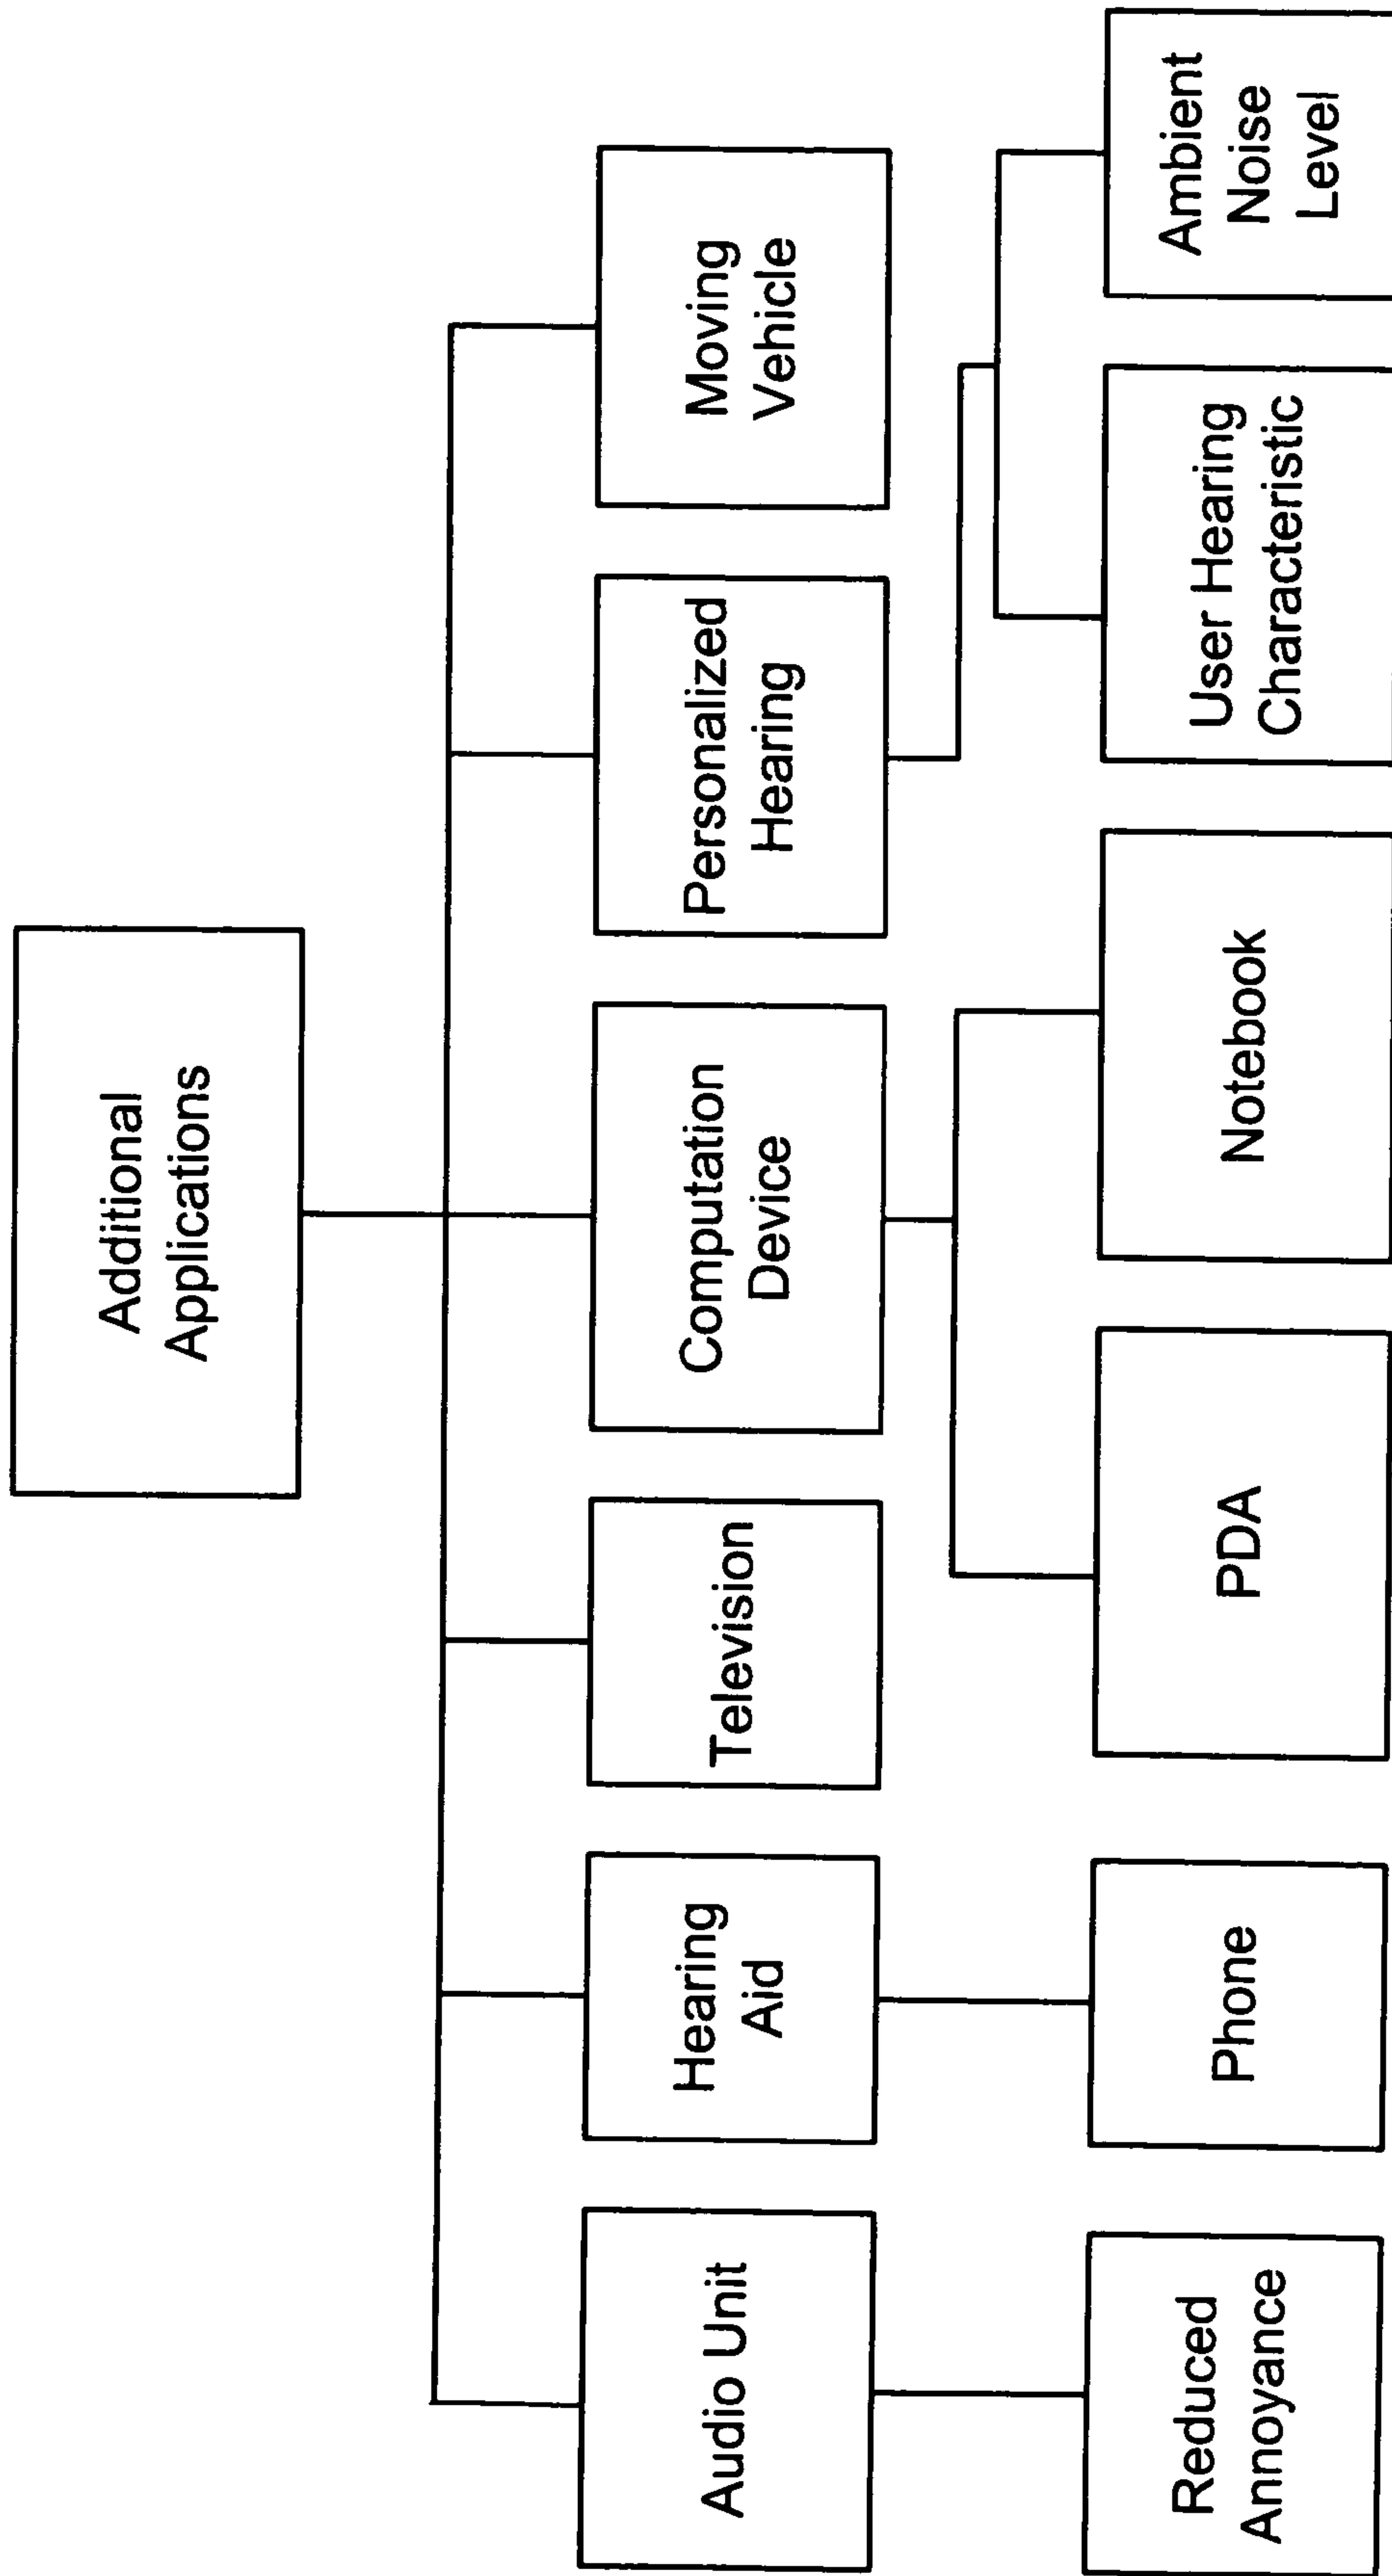 Additional
Applications
Audio Unit
Hearing
Aid
Television
Computation
Device
Personalized
Hearing
Moving
Vehicle
Reduced
Annoyance
Phone
PDA
Notebook
User Hearing
Characteristic
Ambient
Noise
Level